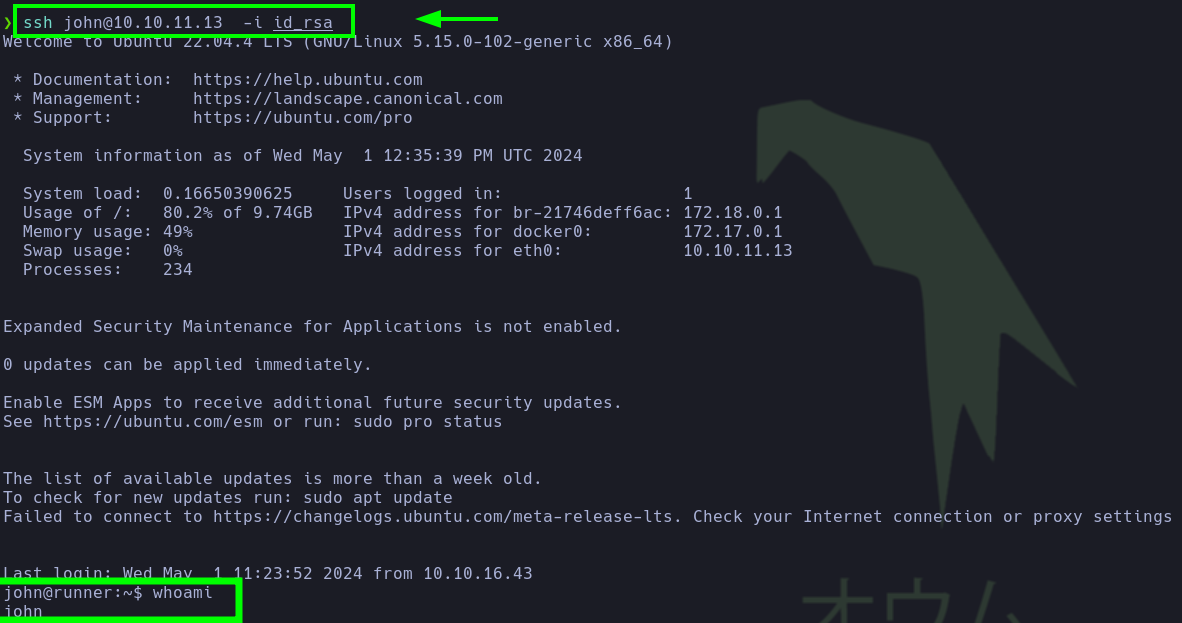 ❯ ssh john@10.10.11.13  -i id_rsa
Welcome to Ubuntu 22.04.4 LTS (GNU/Linux 5.15.0-102-generic x86_64)
 * Documentation:  https://help.ubuntu.com
 * Management:     https://landscape.canonical.com
 * Support:        https://ubuntu.com/pro
  System information as of Wed May  1 12:35:39 PM UTC 2024
  System load:  0.16650390625     Users logged in:                  1
  Usage of /:   80.2% of 9.74GB   IPv4 address for br-21746deff6ac: 172.18.0.1
  Memory usage: 49%               IPv4 address for docker0:         172.17.0.1
  Swap usage:   0%                IPv4 address for eth0:            10.10.11.13
  Processes:    234
Expanded Security Maintenance for Applications is not enabled.
0 updates can be applied immediately.
Enable ESM Apps to receive additional future security updates.
See https://ubuntu.com/esm or run: sudo pro status
The list of available updates is more than a week old.
To check for new updates run: sudo apt update
Failed to connect to https://changelogs.ubuntu.com/meta-release-lts. Check your Internet connection or proxy settings
Last login: Wed May  1 11:23:52 2024 from 10.10.16.43
john@runner:~$ whoami
john
オウム